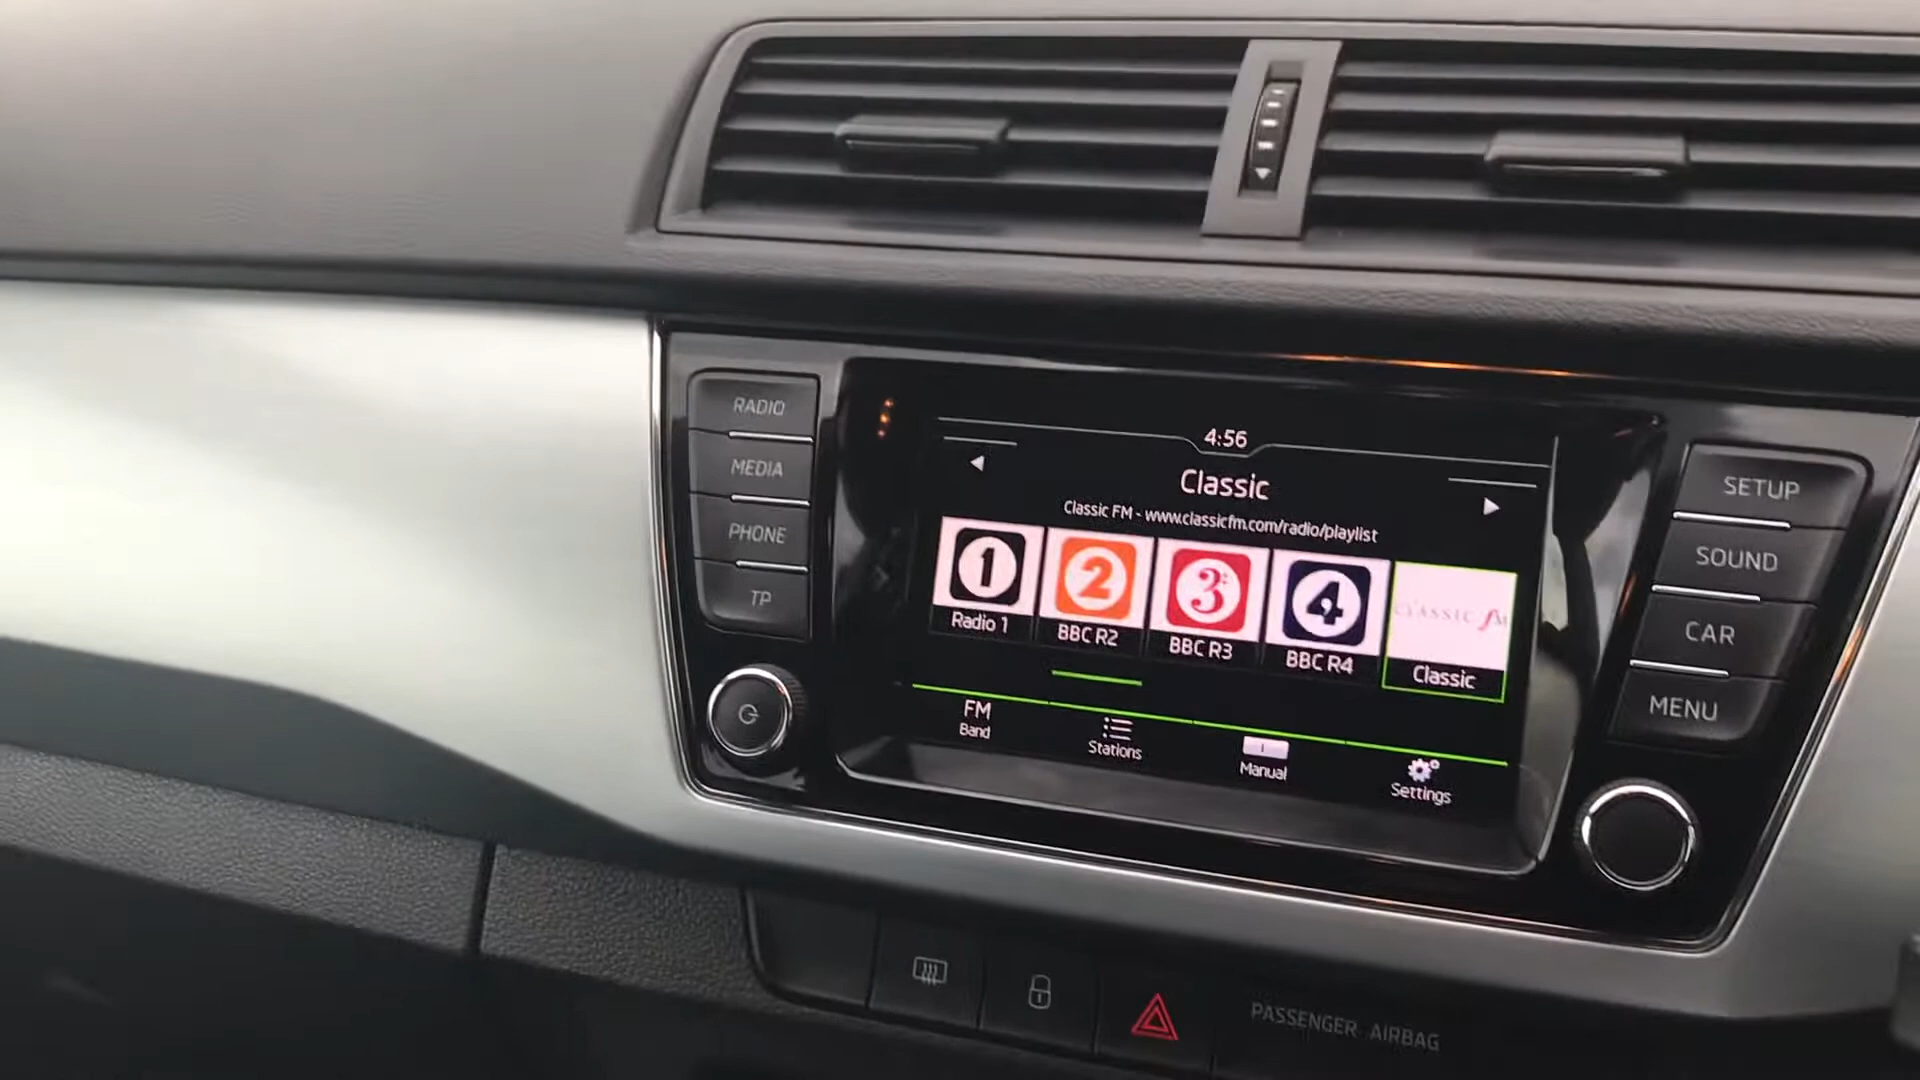 RADIO
MEDIA
PHONE
TP
4:56
Classic
Classic FM - www.classicfm.com/radio/playlist
1
2
3
4
CLASSIC fM
Radio 1
BBC R2
BBC R3
BBC R4
Classic
FM
Band
Stations
Manual
Settings
SETUP
SOUND
CAR
MENU
PASSENGER AIRBAG